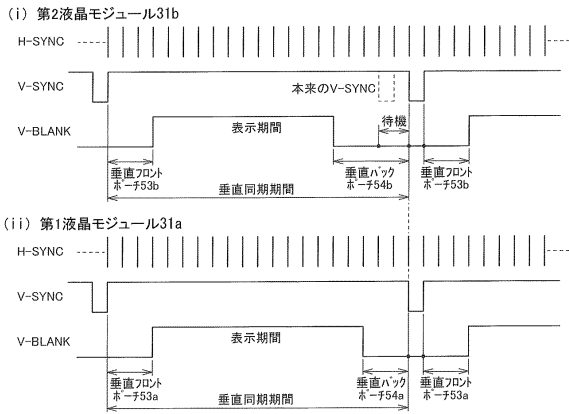 (i) 第2液晶モジュール31b
H-SYNC
V-SYNC
本来のV-SYNC
V-BLANK
表示期間
待機
垂直フロント
ポーチ53b
垂直バック
ポーチ54b
垂直フロント
ポーチ53b
垂直同期期間
(ii) 第1液晶モジュール31a
H-SYNC
V-SYNC
V-BLANK
表示期間
垂直フロント
ポーチ53a
垂直バック
ポーチ54a
垂直フロント
ポーチ53a
垂直同期期間